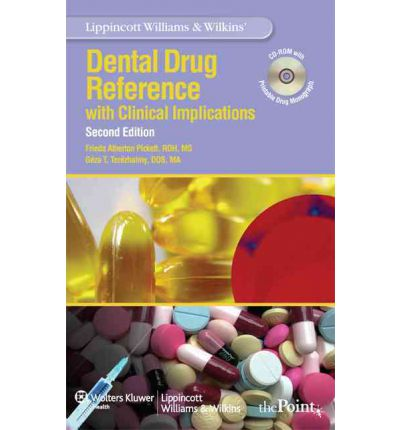 Lippincott Williams & Wilkins'
Dental Drug
Reference
with Clinical Implications
Second Edition
Frieda Atherton Pickett, RDH, MS
Géza T. Terézhalmy, DDS, MA
CD-ROM with
Printable Drug Monograph
Wolters Kluwer
Health
Lippincott
Williams & Wilkins
thePoint